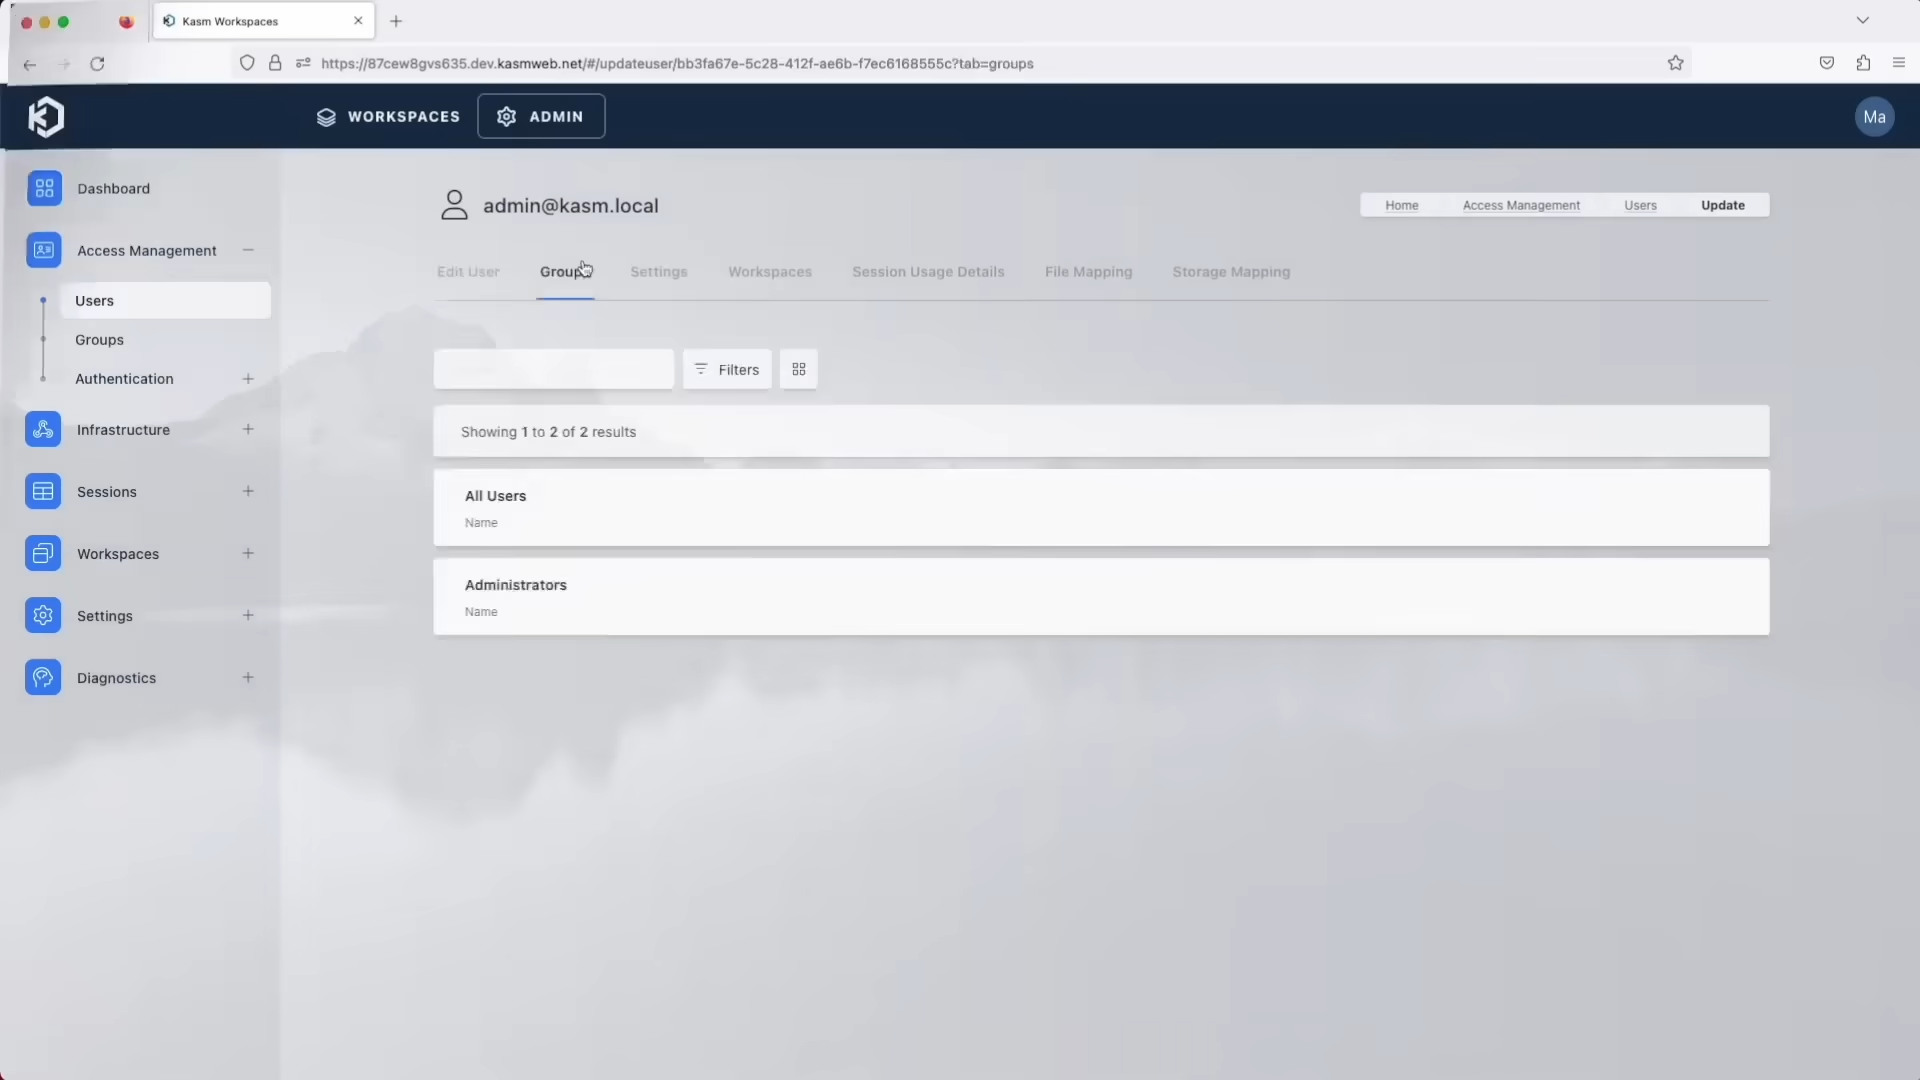 Kasm Workspaces
https://87cew8gvs635.dev.kasmweb.net/#/updateuser/bb3fa67e-5c28-412f-ae6b-f7ec6168555c?tab=groups
WORKSPACES
ADMIN
Ma
Dashboard
Access Management
Users
Groups
Authentication
Infrastructure
Sessions
Workspaces
Settings
Diagnostics
admin@kasm.local
Home
Access Management
Users
Update
Edit User
Groups
Settings
Workspaces
Session Usage Details
File Mapping
Storage Mapping
Filters
Showing 1 to 2 of 2 results
All Users
Name
Administrators
Name